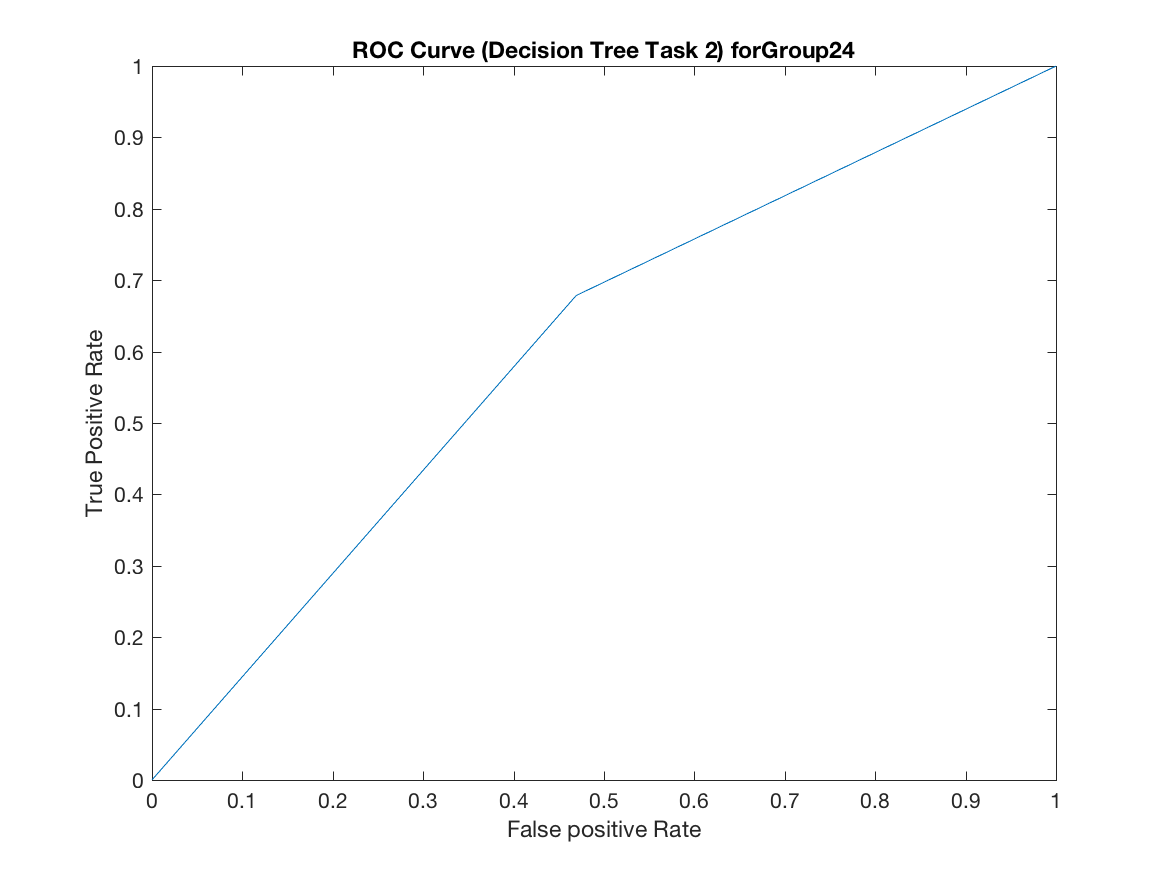 ROC Curve (Decision Tree Task 2) forGroup24
1
0.9
0.8
0.7
0.6
0.5
0.4
0.3
0.2
0.1
0
True Positive Rate
0 0.1 0.2 0.3 0.4 0.5 0.6 0.7 0.8 0.9 1
False positive Rate